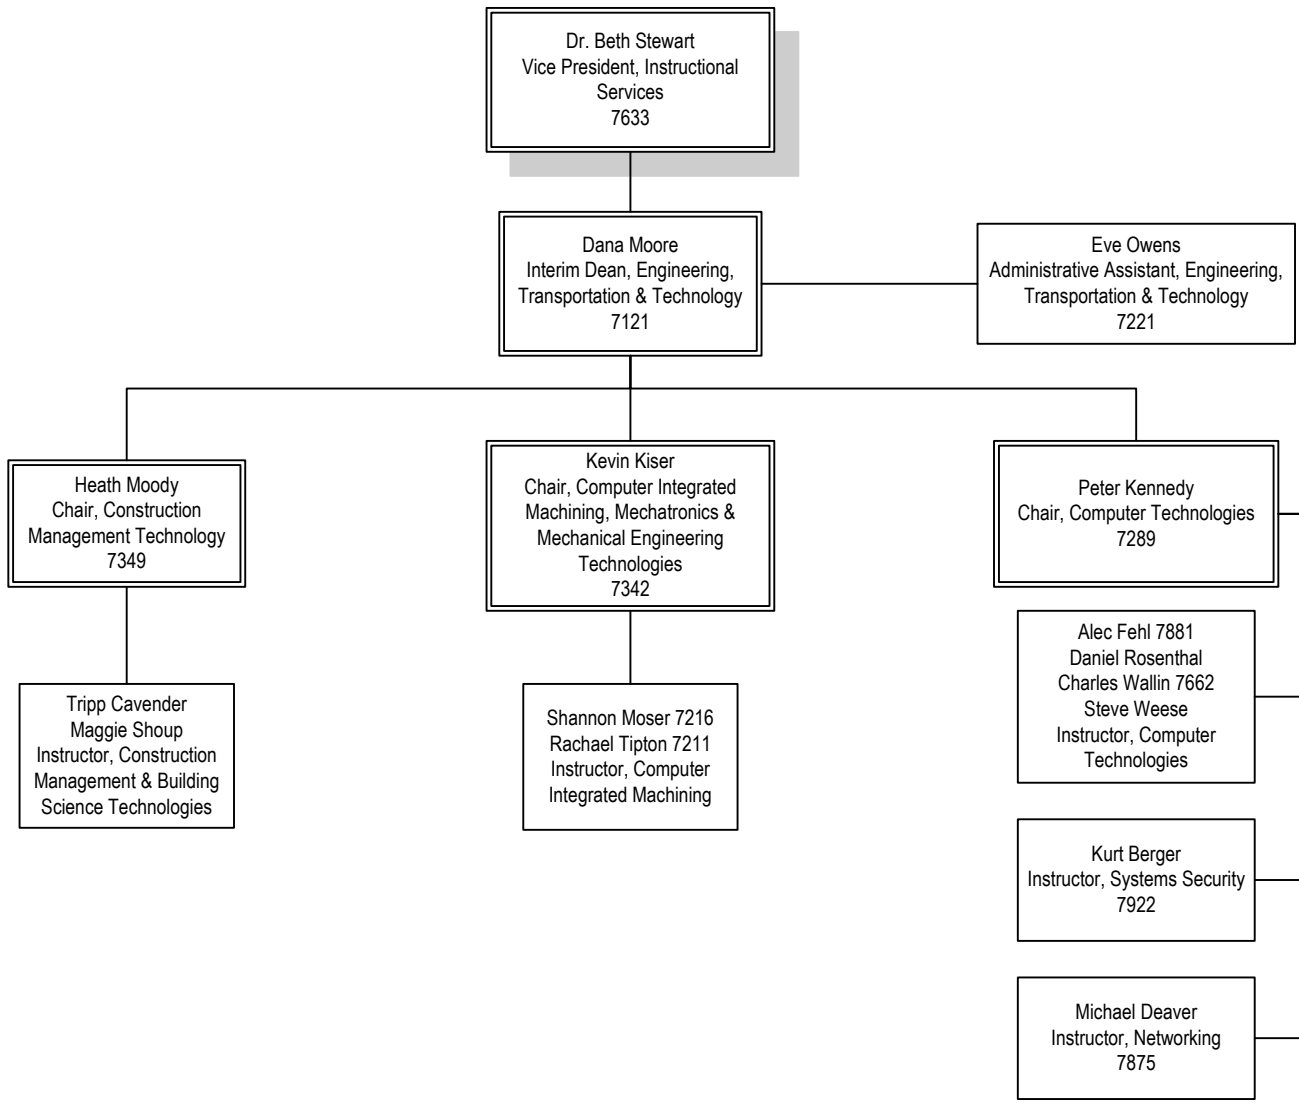 Dr. Beth Stewart
Vice President, Instructional
Services
7633
Dana Moore
Interim Dean, Engineering,
Transportation & Technology
7121
Eve Owens
Administrative Assistant, Engineering,
Transportation & Technology
7221
Heath Moody
Chair, Construction
Management Technology
7349
Kevin Kiser
Chair, Computer Integrated
Machining, Mechatronics &
Mechanical Engineering
Technologies
7342
Peter Kennedy
Chair, Computer Technologies
7289
Tripp Cavender
Maggie Shoup
Instructor, Construction
Management & Building
Science Technologies
Shannon Moser 7216
Rachael Tipton 7211
Instructor, Computer
Integrated Machining
Alec Fehl 7881
Daniel Rosenthal
Charles Wallin 7662
Steve Weese
Instructor, Computer
Technologies
Kurt Berger
Instructor, Systems Security
7922
Michael Deaver
Instructor, Networking
7875